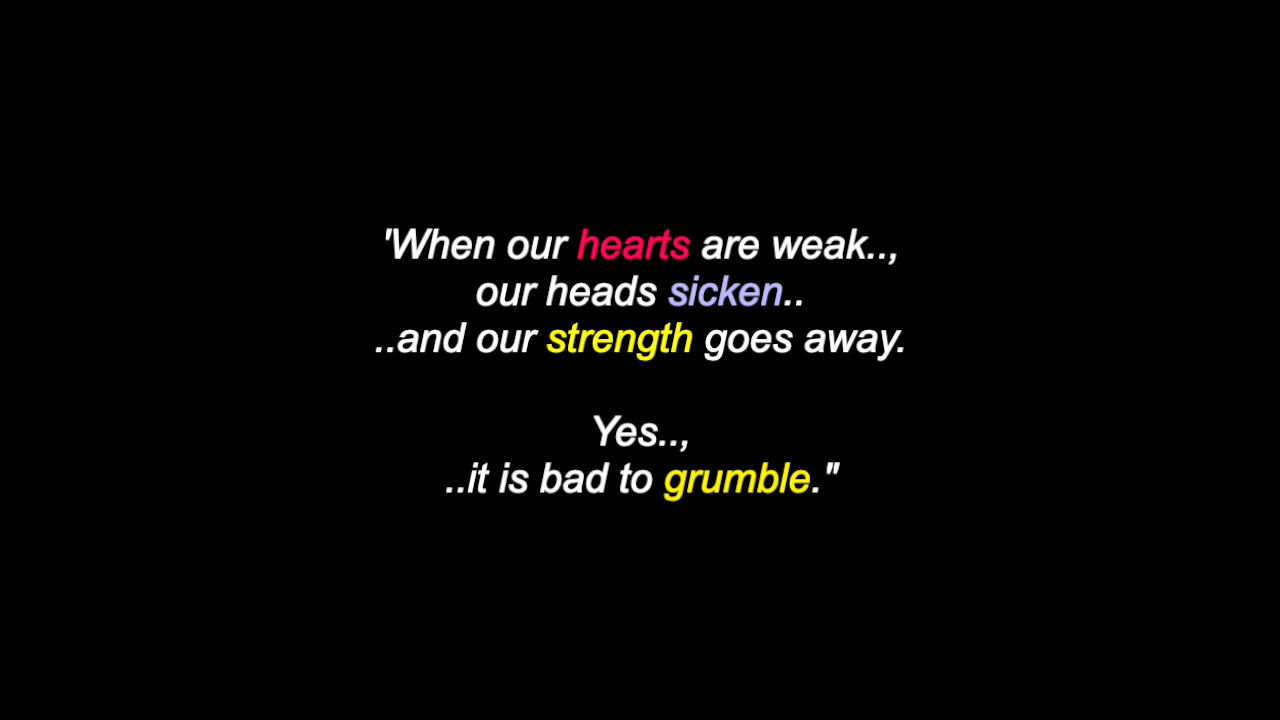 'When our hearts are weak..,
our heads sicken..
..and our strength goes away.
Yes..,
..it is bad to grumble."